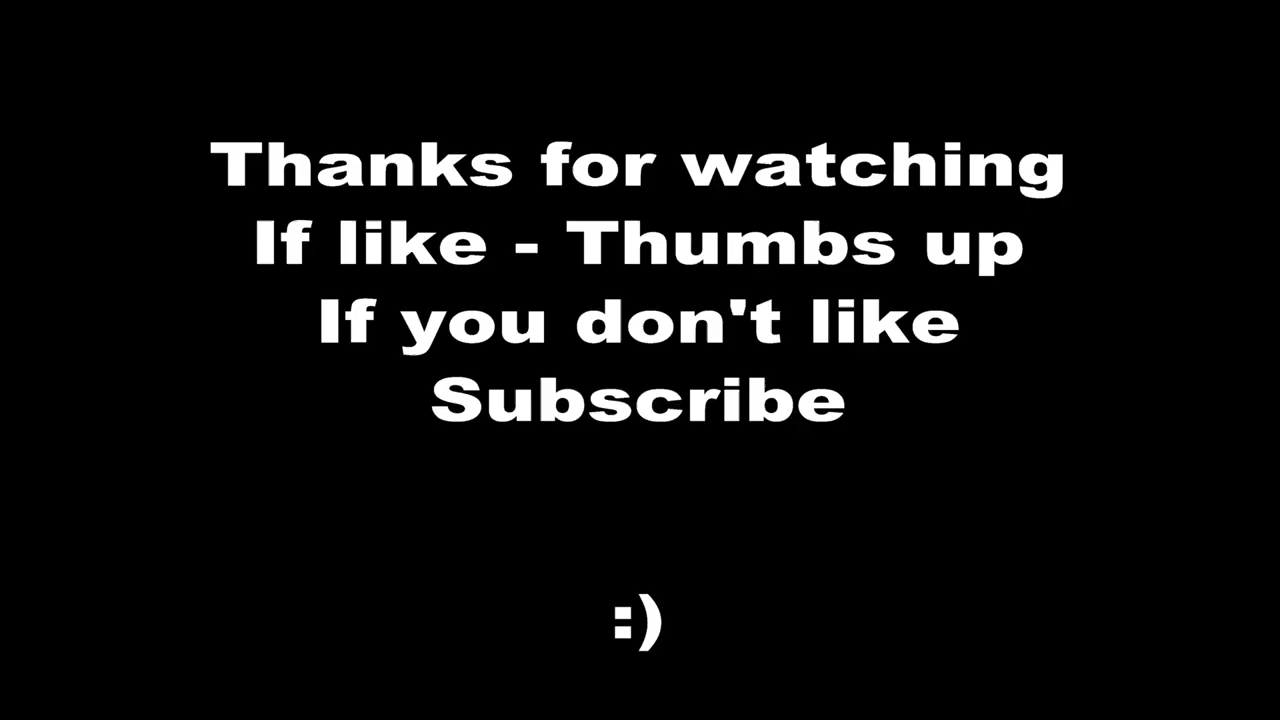 Thanks for watching
If like - Thumbs up
If you don't like
Subscribe
:)